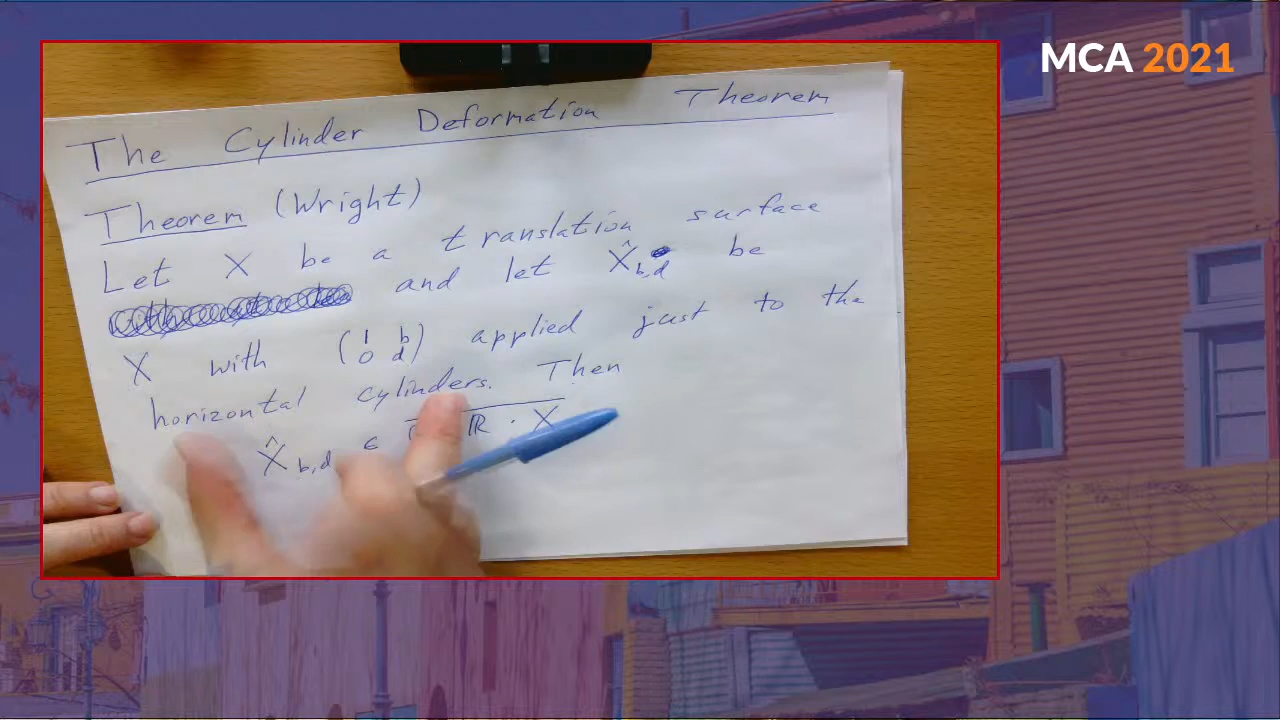 MCA 2021
The Cylinder Deformation Theorem
Theorem (Wright)
Let X be a translation surface
and let X̂_{b,d} be
X with (1 b
0 d) applied just to the
horizontal cylinders. Then
X̂_{b,d} ∈ ℝ · X